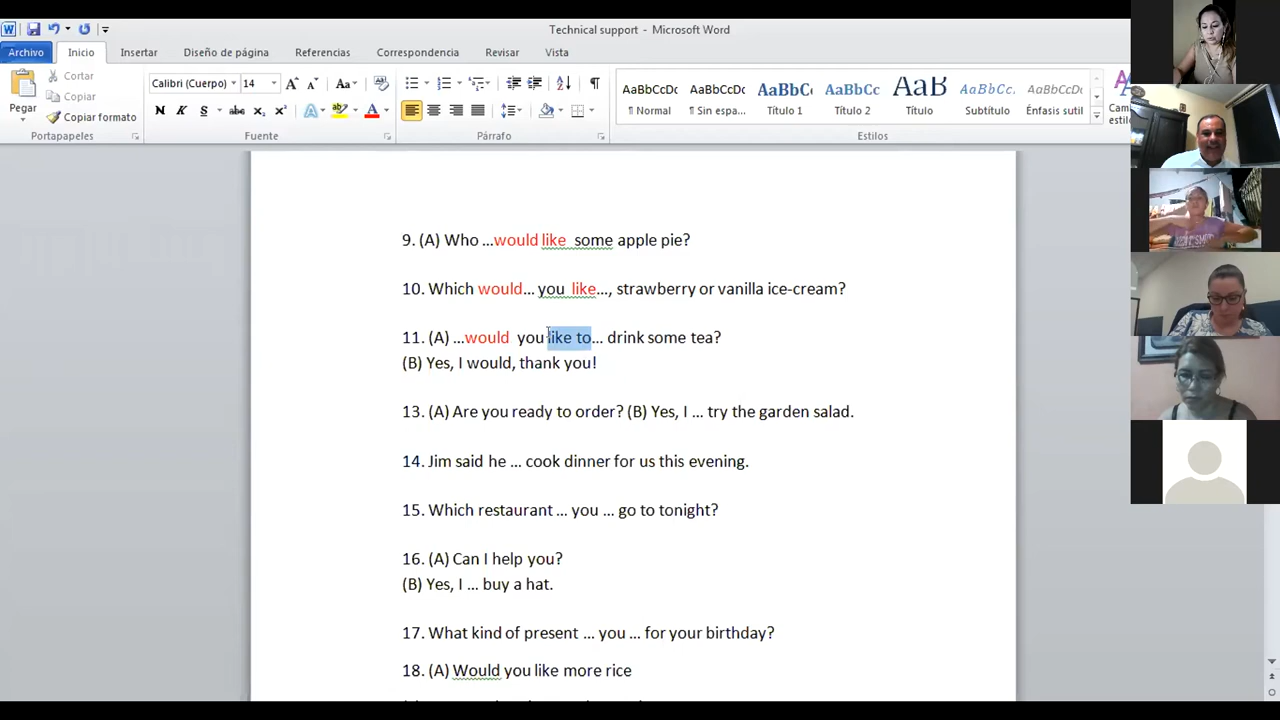 Technical support - Microsoft Word
Archivo Inicio Insertar Diseño de página Referencias Correspondencia Revisar Vista
Pegar
Cortar
Copiar
Copiar formato
Portapapeles
Calibri (Cuerpo) 14
N K S abc x₂ x²
Fuente
Párrafo
AaBbCcDc AaBbCcDc AaBbC AaBbCc AaB AaBbCc. AaBbCcDc
¶ Normal ¶ Sin espa... Título 1 Título 2 Título Subtítulo Énfasis sutil
Estilos
9. (A) Who ...would like some apple pie?
10. Which would... you like..., strawberry or vanilla ice-cream?
11. (A) ...would you like to... drink some tea?
(B) Yes, I would, thank you!
13. (A) Are you ready to order? (B) Yes, I ... try the garden salad.
14. Jim said he ... cook dinner for us this evening.
15. Which restaurant ... you ... go to tonight?
16. (A) Can I help you?
(B) Yes, I ... buy a hat.
17. What kind of present ... you ... for your birthday?
18. (A) Would you like more rice